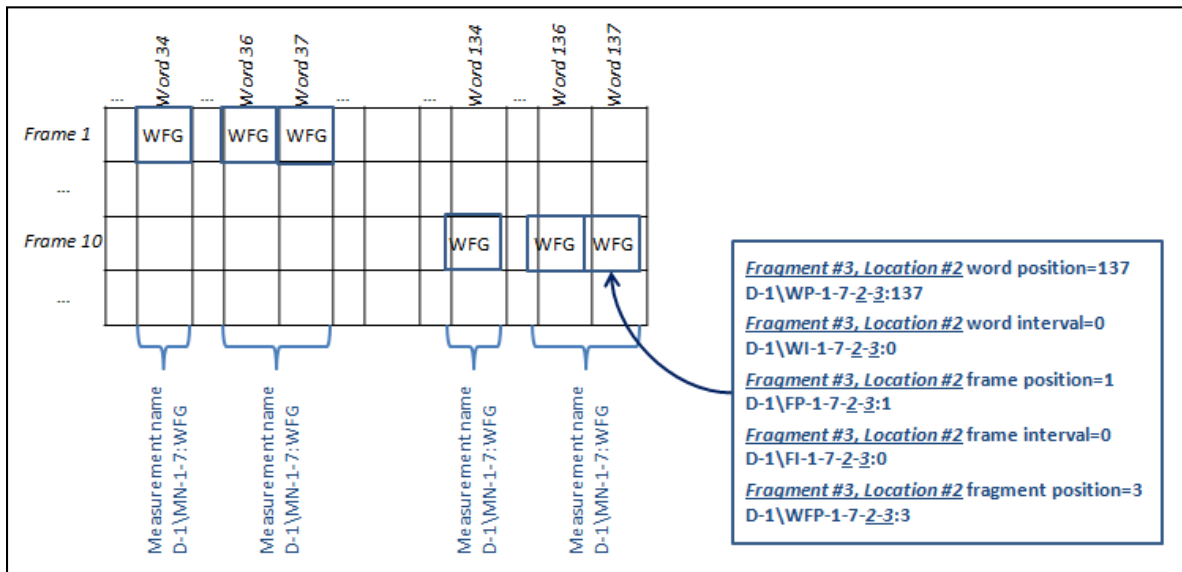 ... Word 34 ... Word 36 Word 37 ... ... Word 134 ... Word 136 Word 137
Frame 1 WFG WFG WFG
...
Frame 10 WFG WFG WFG
...
Measurement name
D-1\MN-1-7:WFG
Measurement name
D-1\MN-1-7:WFG
Measurement name
D-1\MN-1-7:WFG
Measurement name
D-1\MN-1-7:WFG
Fragment #3, Location #2 word position=137
D-1\WP-1-7-2-3:137
Fragment #3, Location #2 word interval=0
D-1\WI-1-7-2-3:0
Fragment #3, Location #2 frame position=1
D-1\FP-1-7-2-3:1
Fragment #3, Location #2 frame interval=0
D-1\FI-1-7-2-3:0
Fragment #3, Location #2 fragment position=3
D-1\WFP-1-7-2-3:3